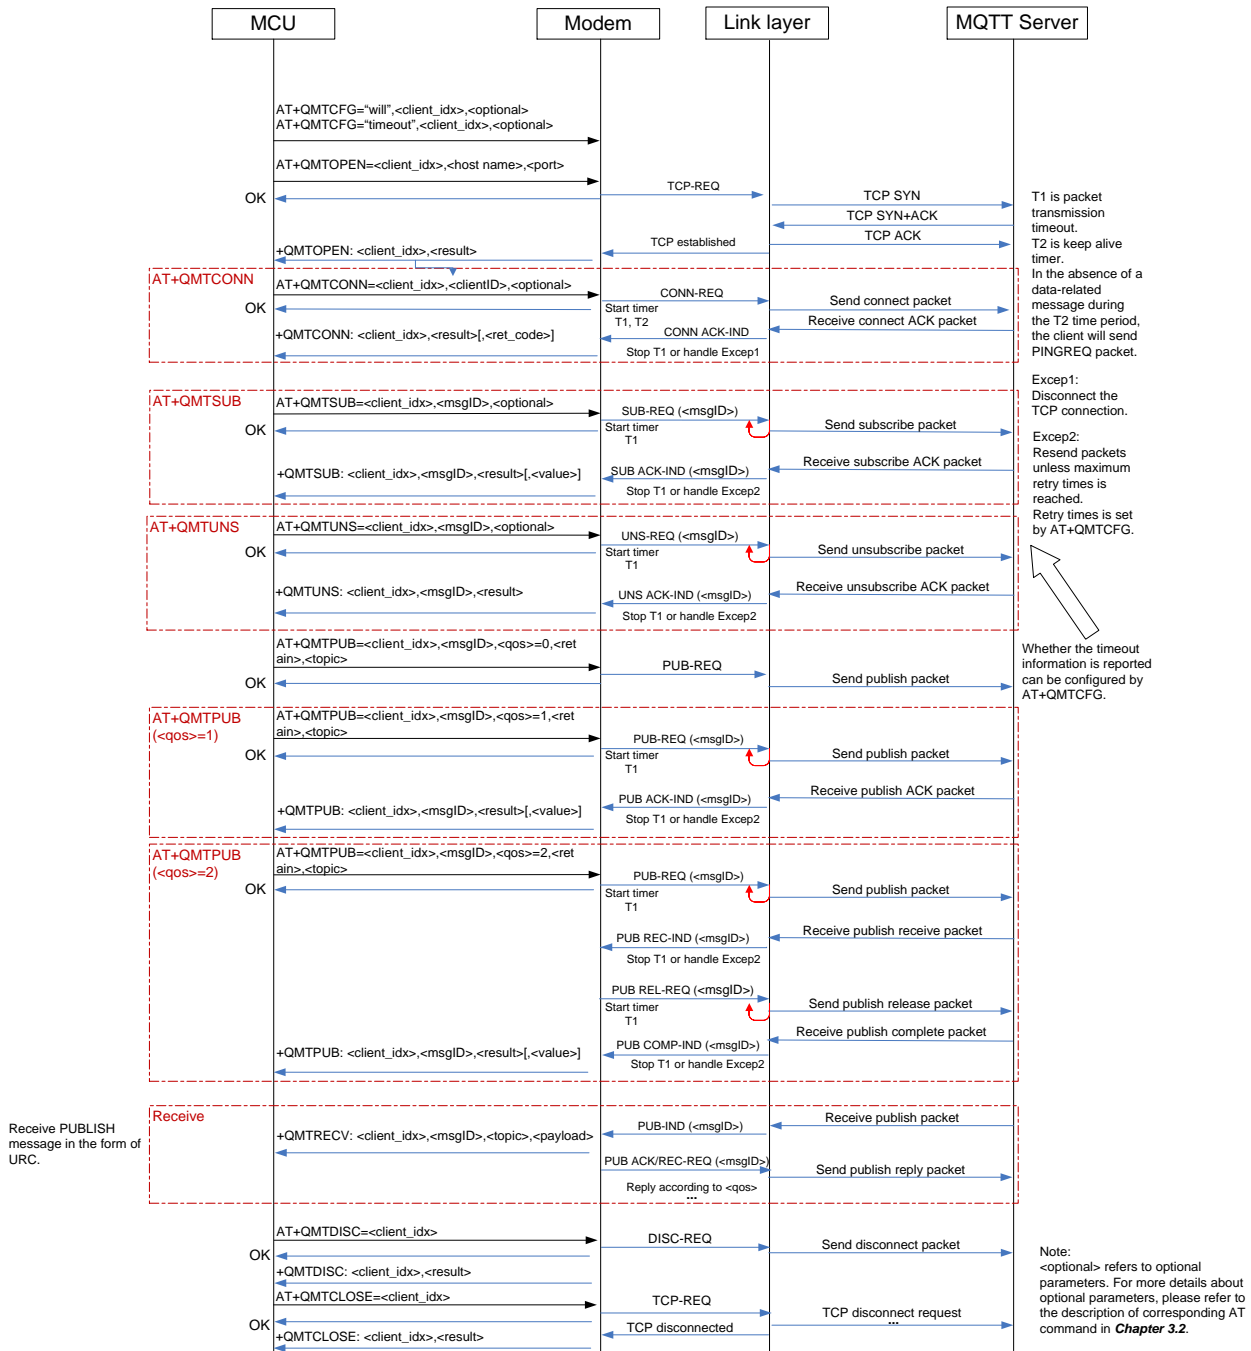 MCU
Modem
Link layer
MQTT Server
AT+QMTCFG=“will”,<client_idx>,<optional>
AT+QMTCFG=“timeout”,<client_idx>,<optional>
AT+QMTOPEN=<client_idx>,<host name>,<port>
OK
TCP-REQ
TCP SYN
TCP SYN+ACK
TCP established
TCP ACK
+QMTOPEN: <client_idx>,<result>
T1 is packet
transmission
timeout.
T2 is keep alive
timer.
In the absence of a
data-related
message during
the T2 time period,
the client will send
PINGREQ packet.
Excep1:
Disconnect the
TCP connection.
Excep2:
Resend packets
unless maximum
retry times is
reached.
Retry times is set
by AT+QMTCFG.
Whether the timeout
information is reported
can be configured by
AT+QMTCFG.
AT+QMTCONN
AT+QMTCONN=<client_idx>,<clientID>,<optional>
OK
CONN-REQ
Start timer
T1, T2
Send connect packet
Receive connect ACK packet
CONN ACK-IND
+QMTCONN: <client_idx>,<result>[,<ret_code>]
Stop T1 or handle Excep1
AT+QMTSUB
AT+QMTSUB=<client_idx>,<msgID>,<optional>
OK
SUB-REQ (<msgID>)
Start timer
T1
Send subscribe packet
Receive subscribe ACK packet
+QMTSUB: <client_idx>,<msgID>,<result>[,<value>]
SUB ACK-IND (<msgID>)
Stop T1 or handle Excep2
AT+QMTUNS
AT+QMTUNS=<client_idx>,<msgID>,<optional>
OK
UNS-REQ (<msgID>)
Start timer
T1
Send unsubscribe packet
Receive unsubscribe ACK packet
+QMTUNS: <client_idx>,<msgID>,<result>
UNS ACK-IND (<msgID>)
Stop T1 or handle Excep2
AT+QMTPUB=<client_idx>,<msgID>,<qos>=0,<ret
ain>,<topic>
OK
PUB-REQ
Send publish packet
AT+QMTPUB
(<qos>=1)
AT+QMTPUB=<client_idx>,<msgID>,<qos>=1,<ret
ain>,<topic>
OK
PUB-REQ (<msgID>)
Start timer
T1
Send publish packet
Receive publish ACK packet
+QMTPUB: <client_idx>,<msgID>,<result>[,<value>]
PUB ACK-IND (<msgID>)
Stop T1 or handle Excep2
AT+QMTPUB
(<qos>=2)
AT+QMTPUB=<client_idx>,<msgID>,<qos>=2,<ret
ain>,<topic>
OK
PUB-REQ (<msgID>)
Start timer
T1
Send publish packet
Receive publish receive packet
PUB REC-IND (<msgID>)
Stop T1 or handle Excep2
PUB REL-REQ (<msgID>)
Start timer
T1
Send publish release packet
Receive publish complete packet
+QMTPUB: <client_idx>,<msgID>,<result>[,<value>]
PUB COMP-IND (<msgID>)
Stop T1 or handle Excep2
Receive PUBLISH
message in the form of
URC.
Receive
Receive publish packet
PUB-IND (<msgID>)
+QMTRECV: <client_idx>,<msgID>,<topic>,<payload>
PUB ACK/REC-REQ (<msgID>)
Send publish reply packet
Reply according to <qos>
...
AT+QMTDISC=<client_idx>
OK
DISC-REQ
Send disconnect packet
+QMTDISC: <client_idx>,<result>
AT+QMTCLOSE=<client_idx>
OK
TCP-REQ
TCP disconnect request
...
TCP disconnected
+QMTCLOSE: <client_idx>,<result>
Note:
<optional> refers to optional
parameters. For more details about
optional parameters, please refer to
the description of corresponding AT
command in Chapter 3.2.